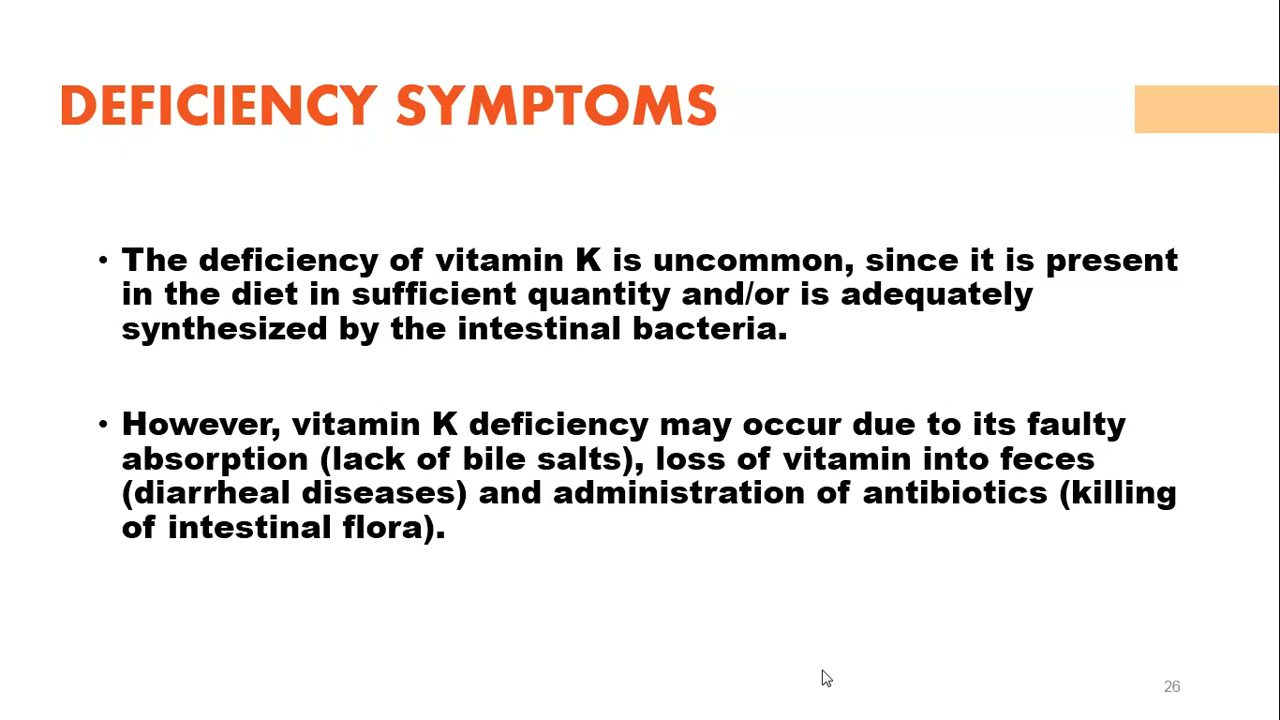 DEFICIENCY SYMPTOMS
• The deficiency of vitamin K is uncommon, since it is present
in the diet in sufficient quantity and/or is adequately
synthesized by the intestinal bacteria.
• However, vitamin K deficiency may occur due to its faulty
absorption (lack of bile salts), loss of vitamin into feces
(diarrheal diseases) and administration of antibiotics (killing
of intestinal flora).
26